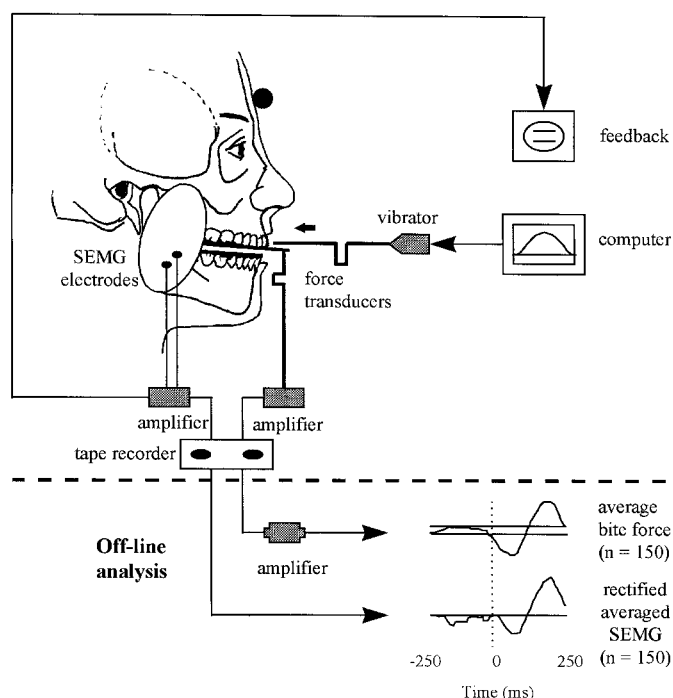 feedback
vibrator
computer
SEMG
electrodes
force
transducers
amplifier
amplifier
tape recorder
average
bite force
(n = 150)
Off-line
analysis
amplifier
rectified
averaged
SEMG
(n = 150)
-250 0 250
Time (ms)